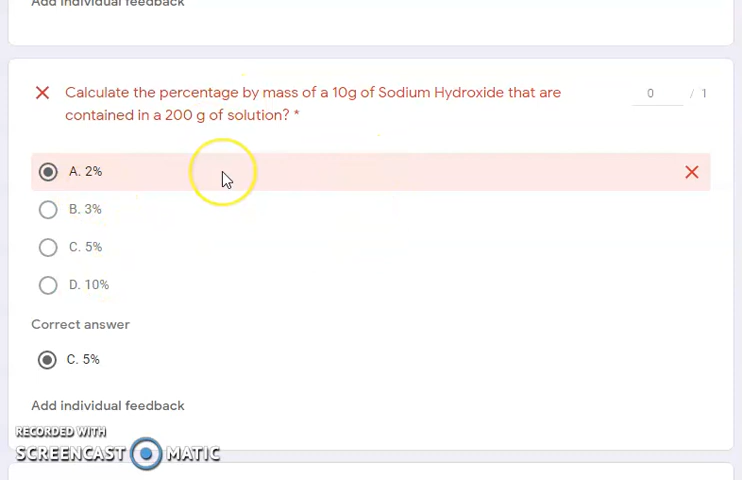 Add individual feedback
Calculate the percentage by mass of a 10g of Sodium Hydroxide that are
0 / 1
contained in a 200 g of solution? *
A. 2%
B. 3%
C. 5%
D. 10%
Correct answer
C. 5%
Add individual feedback
RECORDED WITH
SCREENCAST MATIC